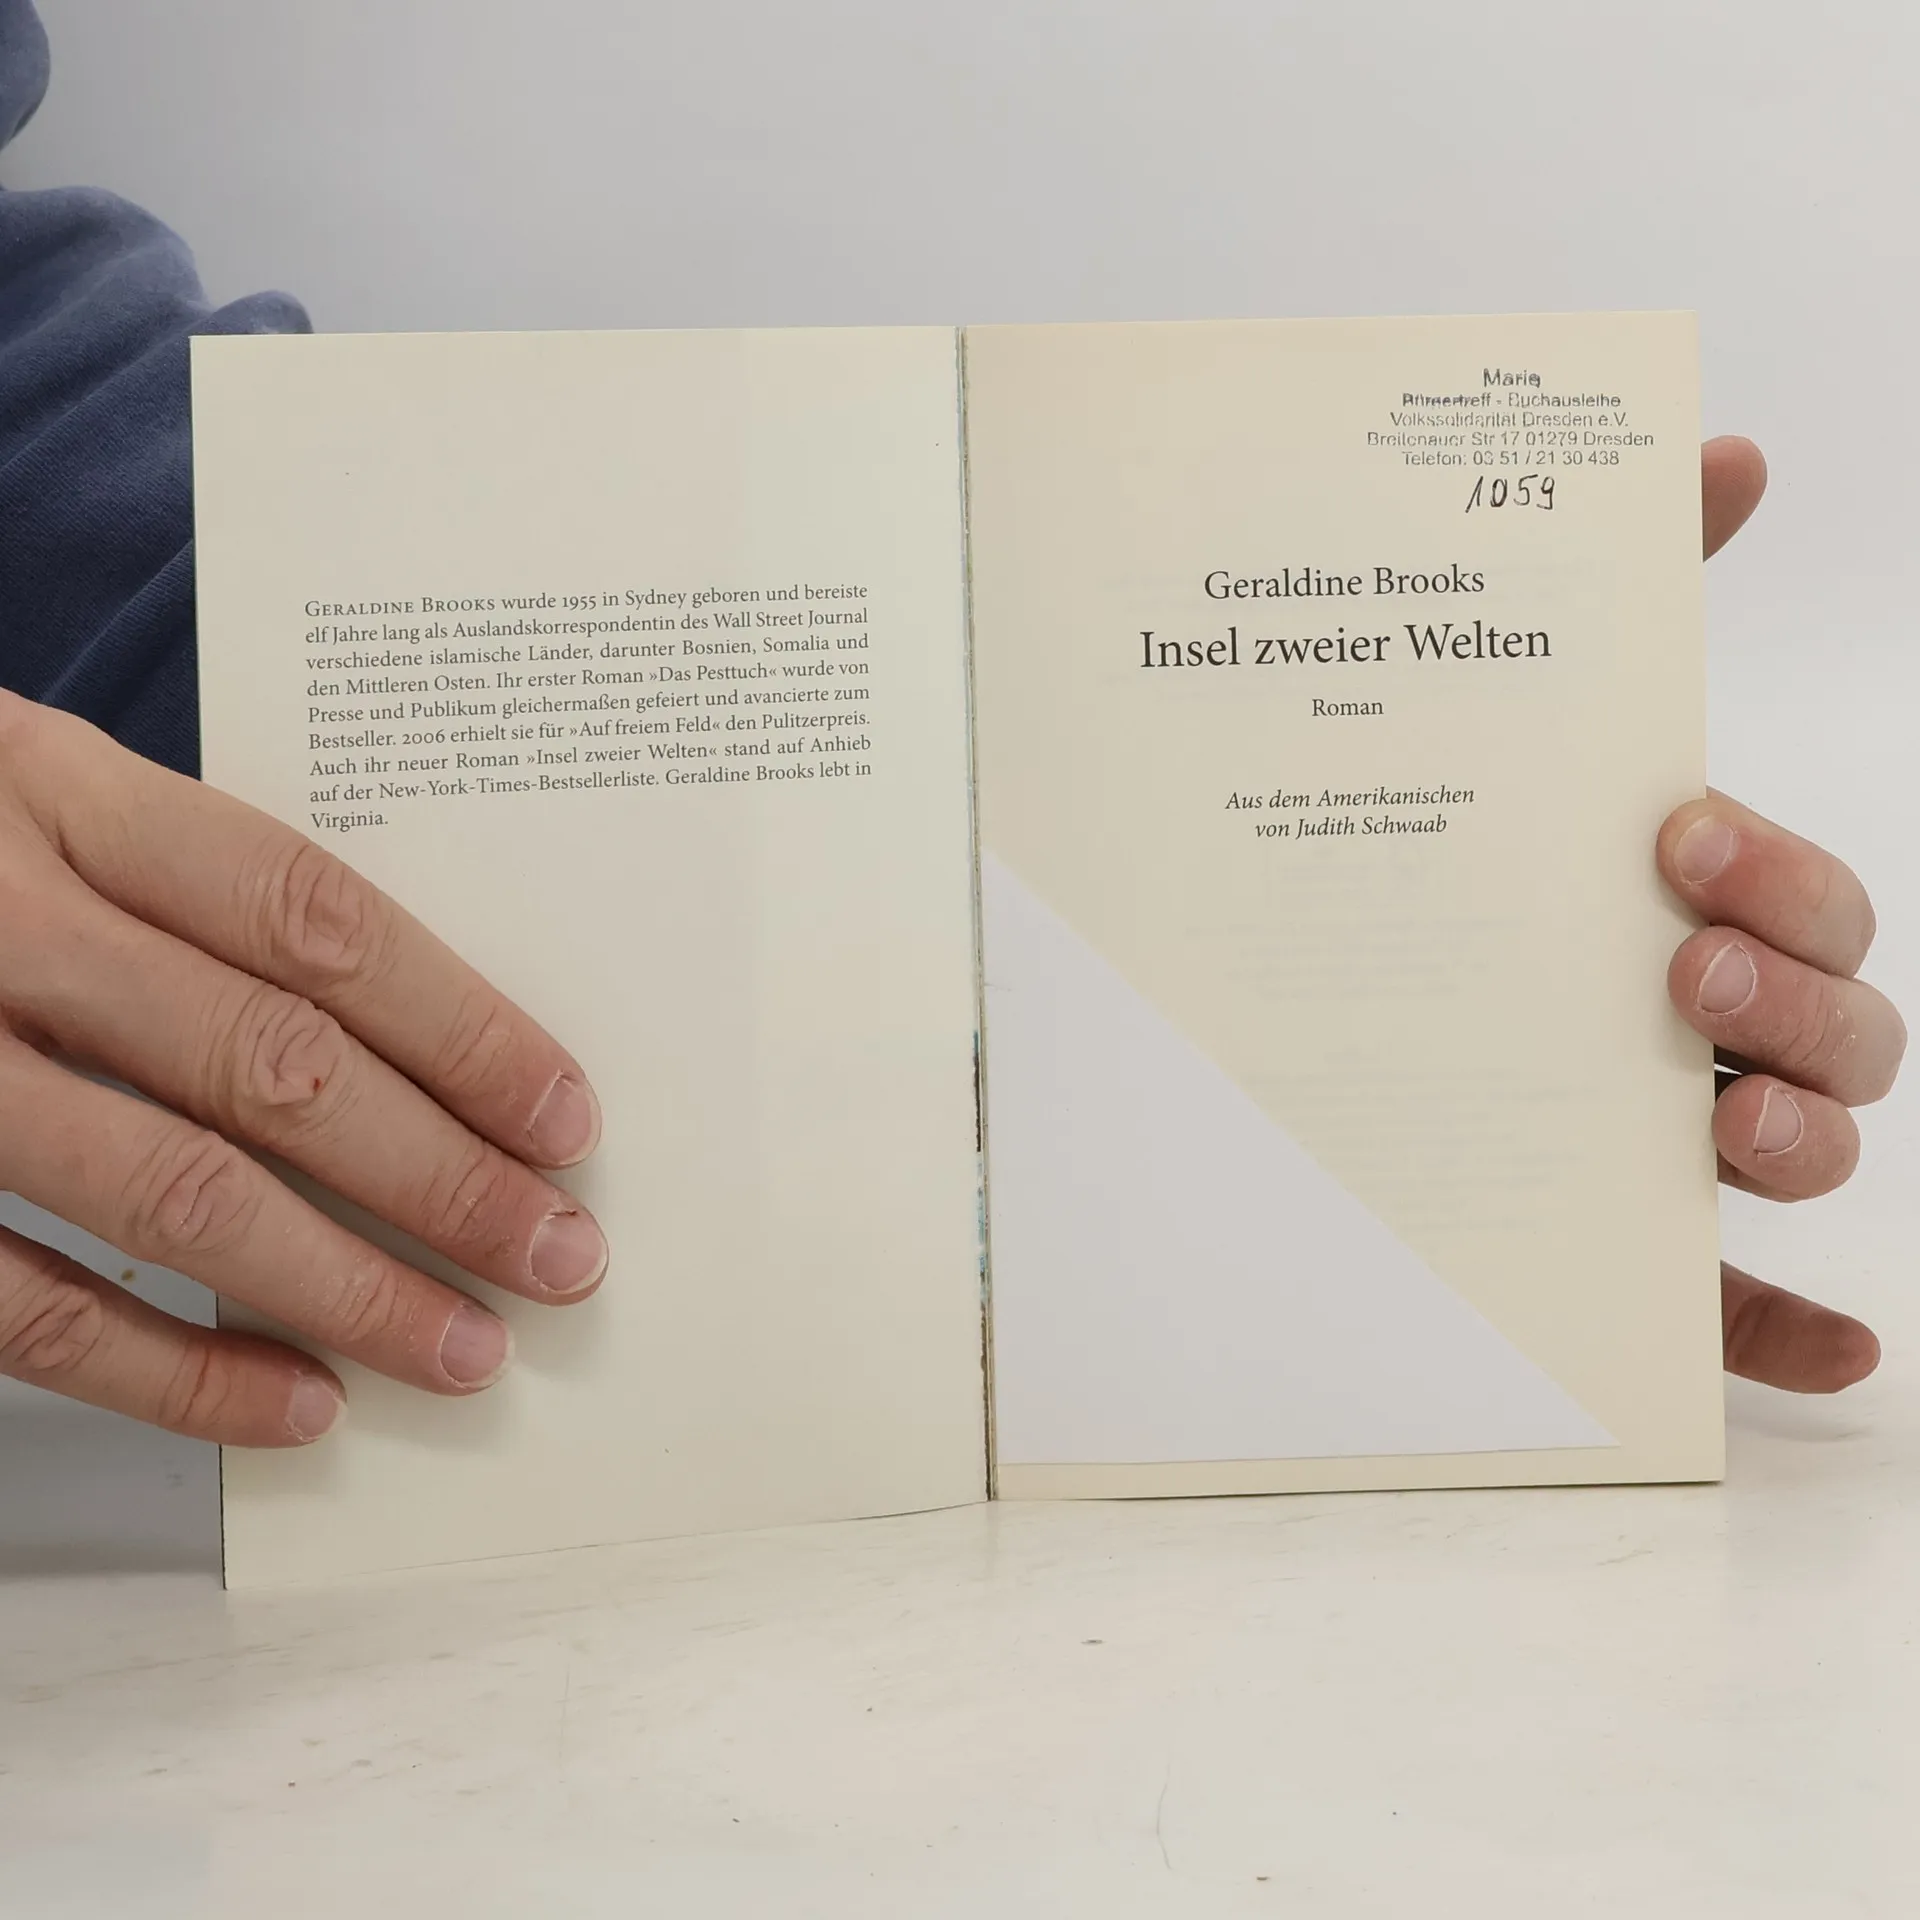 GERALDINE BROOKS wurde 1955 in Sydney geboren und bereiste
elf Jahre lang als Auslandskorrespondentin des Wall Street Journal
verschiedene islamische Länder, darunter Bosnien, Somalia und
den Mittleren Osten. Ihr erster Roman »Das Pesttuch« wurde von
Presse und Publikum gleichermaßen gefeiert und avancierte zum
Bestseller. 2006 erhielt sie für »Auf freiem Feld« den Pulitzerpreis.
Auch ihr neuer Roman »Insel zweier Welten« stand auf Anhieb
auf der New-York-Times-Bestsellerliste. Geraldine Brooks lebt in
Virginia.
- Buchausleihe
Volkssolidarität Dresden e.V.
Breitenauer Str 17 01279 Dresden
Telefon: 03 51 / 21 30 438
1059
Geraldine Brooks
Insel zweier Welten
Roman
Aus dem Amerikanischen
von Judith Schwaab